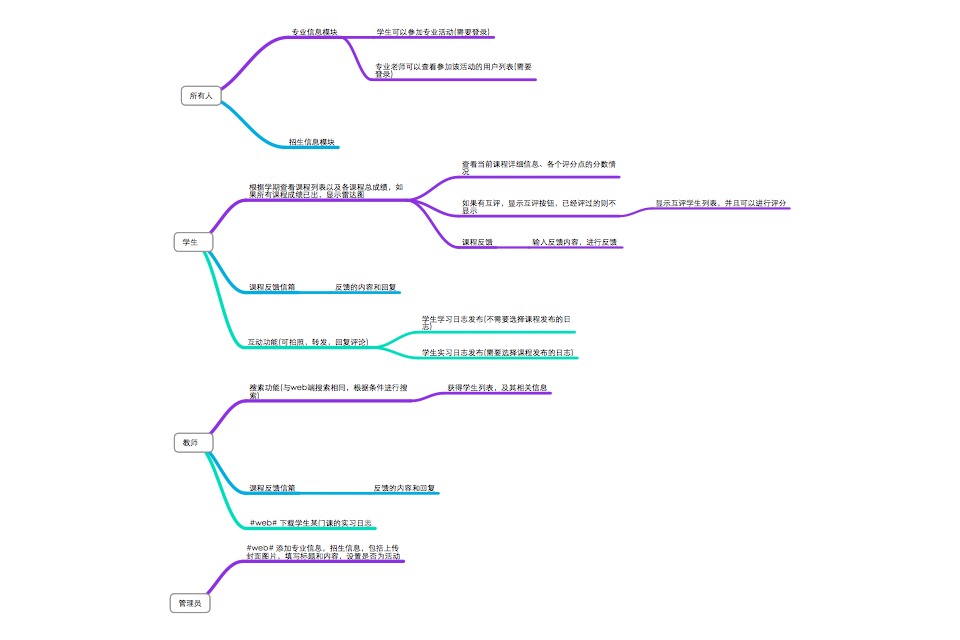 专业信息模块
学生可以参加专业活动(需要登录)
专业老师可以查看参加该活动的用户列表(需要
登录)
所有人
招生信息模块
查看当前课程详细信息、各个评分点的分数情
况
根据学期查看课程列表以及各课程总成绩，如
果所有课程成绩已出，显示雷达图
如果有互评，显示互评按钮，已经评过的则不
显示
显示互评学生列表。并且可以进行评分
学生
课程反馈
输入反馈内容，进行反馈
课程反馈信箱
反馈的内容和回复
学生学习日志发布(不需要选择课程发布的日
志)
互动功能(可拍照，转发，回复评论)
学生实习日志发布(需要选择课程发布的日志)
搜索功能(与web端搜索相同，根据条件进行搜
索)
获得学生列表，及其相关信息
教师
课程反馈信箱
反馈的内容和回复
#web# 下载学生某门课的实习日志
#web# 添加专业信息，招生信息，包括上传
封面图片，填写标题和内容，设置是否为活动
管理员